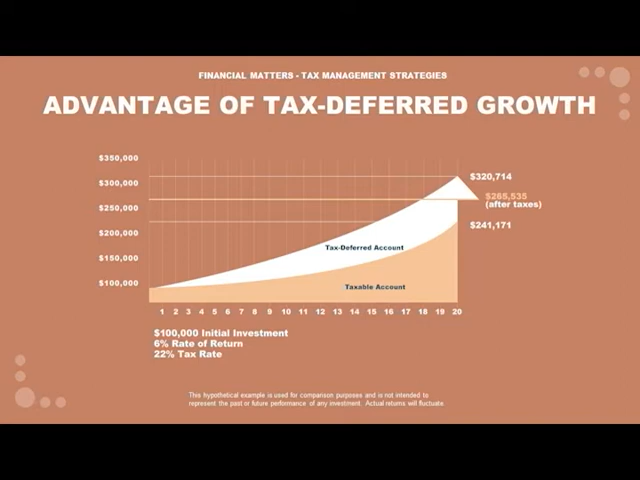 FINANCIAL MATTERS - TAX MANAGEMENT STRATEGIES
ADVANTAGE OF TAX-DEFERRED GROWTH
$350,000
$300,000
$250,000
$200,000
$150,000
$100,000
$320,714
$265,535
(after taxes)
$241,171
Tax-Deferred Account
Taxable Account
1 2 3 4 5 6 7 8 9 10 11 12 13 14 15 16 17 18 19 20
$100,000 Initial Investment
6% Rate of Return
22% Tax Rate
This hypothetical example is used for comparison purposes and is not intended to
represent the past or future performance of any investment. Actual returns will fluctuate.